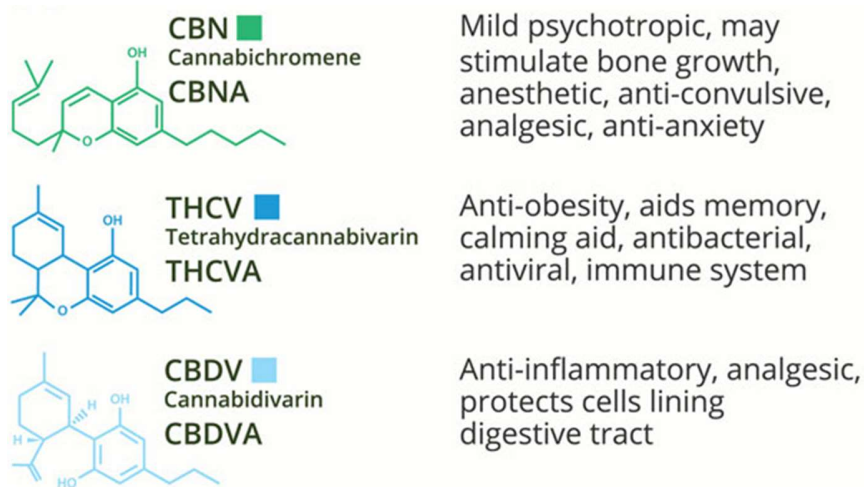 CBN
Cannabichromene
CBNA
Mild psychotropic, may
stimulate bone growth,
anesthetic, anti-convulsive,
analgesic, anti-anxiety
OH
O
THCV
Tetrahydracannabivarin
THCVA
Anti-obesity, aids memory,
calming aid, antibacterial,
antiviral, immune system
OH
O
CBDV
Cannabidivarin
CBDVA
Anti-inflammatory, analgesic,
protects cells lining
digestive tract
H
OH
H
HO